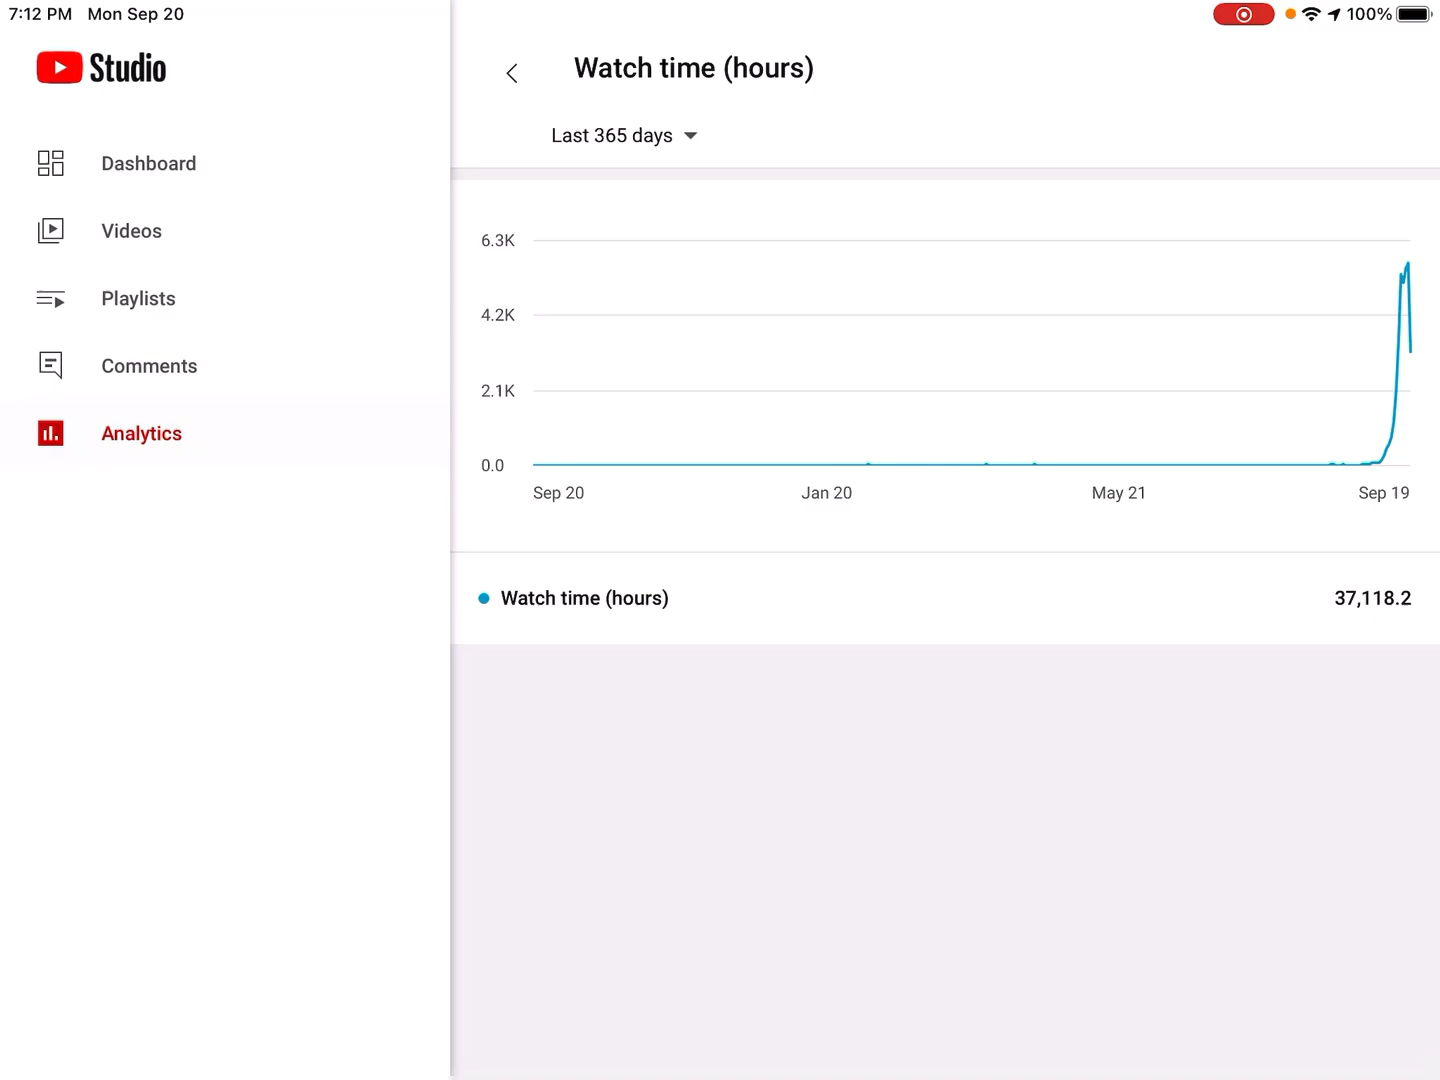 7:12 PM Mon Sep 20
100%
Studio
Dashboard
Videos
Playlists
Comments
Analytics
Watch time (hours)
Last 365 days
6.3K
4.2K
2.1K
0.0
Sep 20 Jan 20 May 21 Sep 19
Watch time (hours) 37,118.2